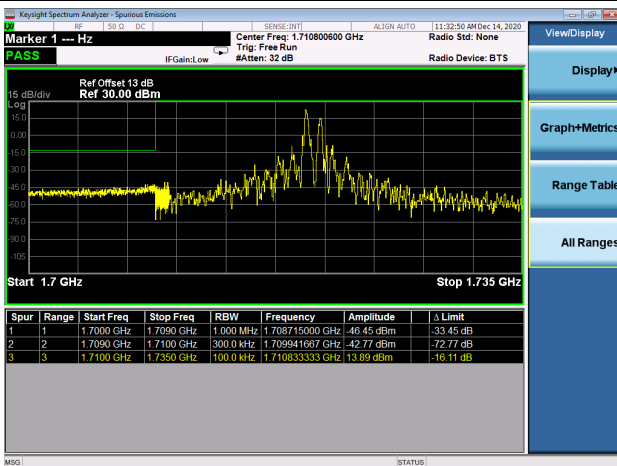 Keysight Spectrum Analyzer - Spurious Emissions
RF 50 Ω DC SENSE:INT ALIGN AUTO 11:32:50 AM Dec 14, 2020
Marker 1 --- Hz
Center Freq: 1.710800600 GHz Radio Std: None
Trig: Free Run
PASS IFGain:Low #Atten: 32 dB Radio Device: BTS
Ref Offset 13 dB
15 dB/div Ref 30.00 dBm
Log
15.0
0.00
-15.0
-30.0
-45.0
-60.0
-75.0
-90.0
-105
Start 1.7 GHz Stop 1.735 GHz
Spur Range Start Freq Stop Freq RBW Frequency Amplitude Δ Limit
1 1 1.7000 GHz 1.7090 GHz 1.000 MHz 1.708715000 GHz -46.45 dBm -33.45 dB
2 2 1.7090 GHz 1.7100 GHz 300.0 kHz 1.709941667 GHz -42.77 dBm -72.77 dB
3 3 1.7100 GHz 1.7350 GHz 100.0 kHz 1.710833333 GHz 13.89 dBm -16.11 dB
MSG STATUS
View/Display
Display
Graph+Metrics
Range Table
All Ranges